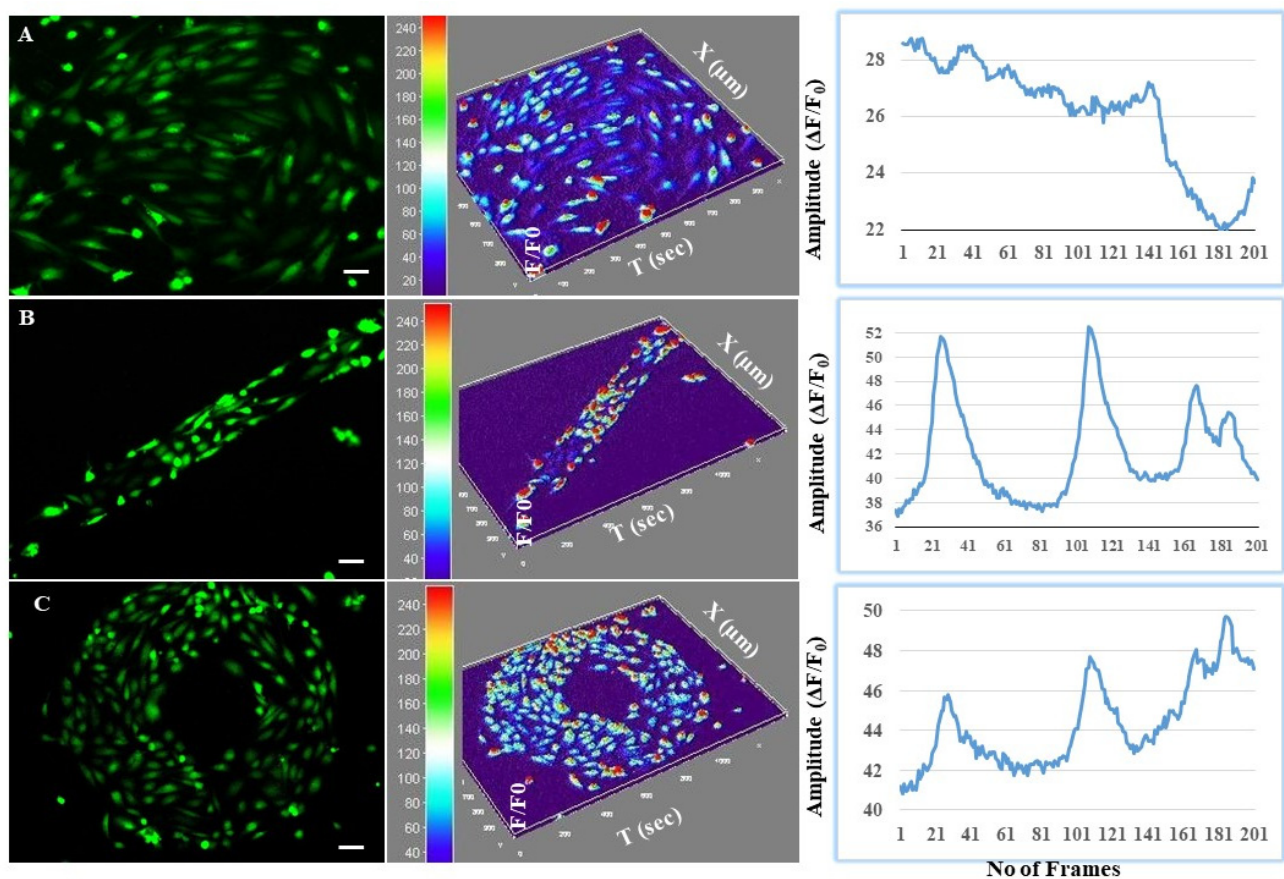 A
240
220
200
180
160
140
120
100
80
60
40
20
X (µm)
T (sec)
F/F0
Amplitude (ΔF/F₀)
28
26
24
22
1 21 41 61 81 101 121 141 161 181 201
B
240
220
200
180
160
140
120
100
80
60
40
X (µm)
T (sec)
F/F0
Amplitude (ΔF/F₀)
52
50
48
46
44
42
40
38
36
1 21 41 61 81 101 121 141 161 181 201
C
240
220
200
180
160
140
120
100
80
60
40
X (µm)
T (sec)
F/F0
Amplitude (ΔF/F₀)
50
48
46
44
42
40
1 21 41 61 81 101 121 141 161 181 201
No of Frames